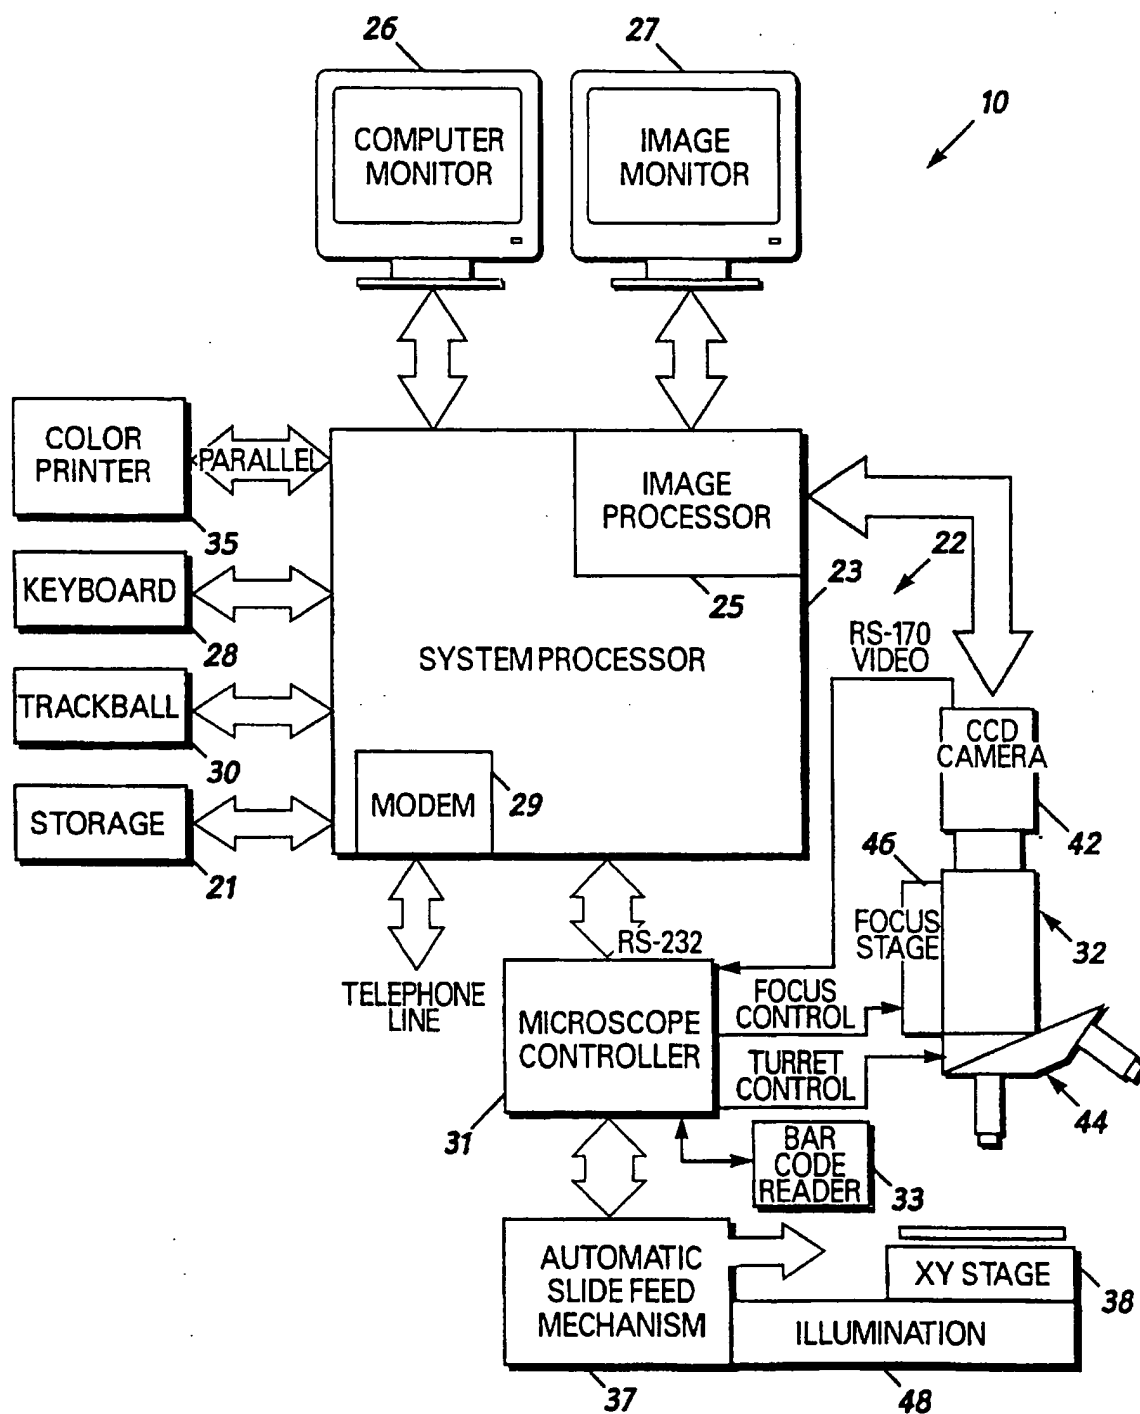 26
27
10
COMPUTER
MONITOR
IMAGE
MONITOR
COLOR
PRINTER
PARALLEL
35
IMAGE
PROCESSOR
22
23
25
KEYBOARD
28
RS-170
VIDEO
SYSTEM PROCESSOR
TRACKBALL
30
CCD
CAMERA
MODEM
29
STORAGE
21
42
46
FOCUS
STAGE
32
RS-232
TELEPHONE
LINE
MICROSCOPE
CONTROLLER
31
FOCUS
CONTROL
TURRET
CONTROL
44
BAR
CODE
READER
33
AUTOMATIC
SLIDE FEED
MECHANISM
37
XY STAGE
38
ILLUMINATION
48